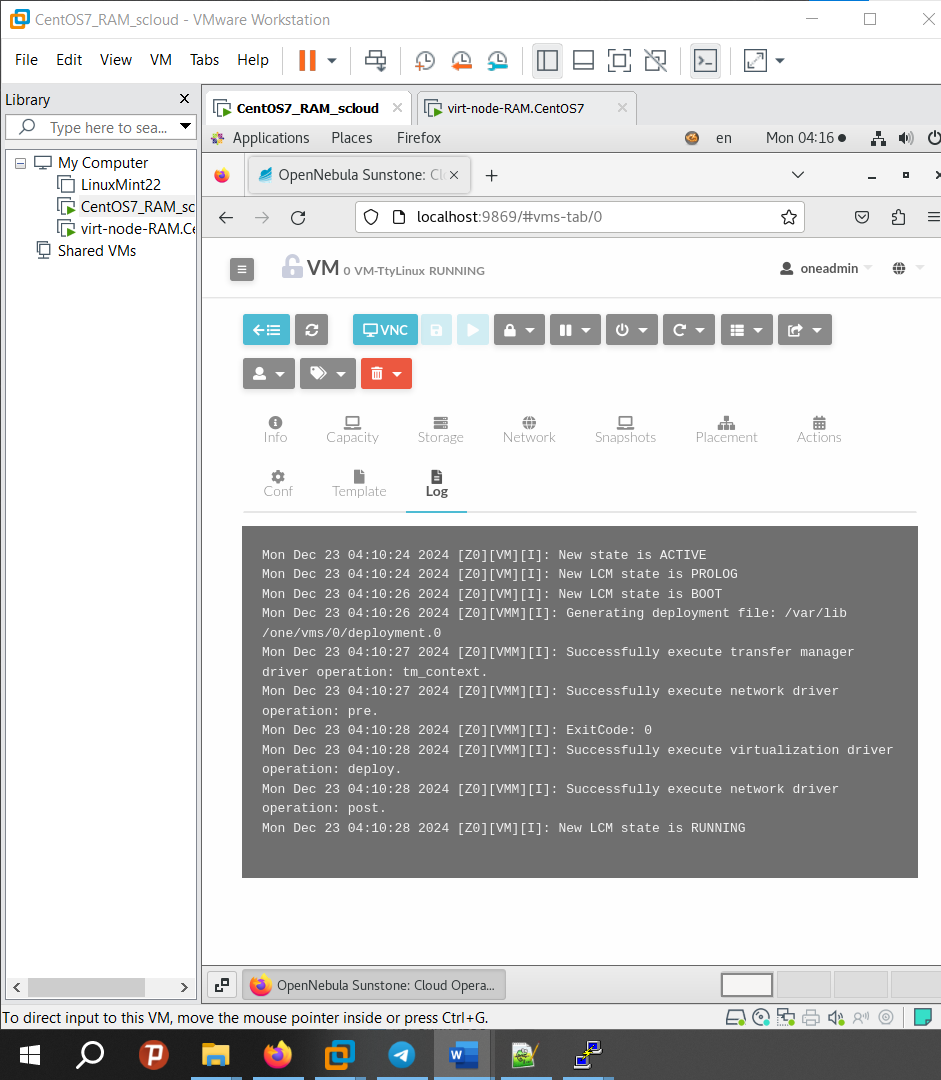 CentOS7_RAM_scloud - VMware Workstation
File Edit View VM Tabs Help
Library
Type here to sea...
My Computer
LinuxMint22
CentOS7_RAM_sc
virt-node-RAM.Ce
Shared VMs
CentOS7_RAM_scloud
virt-node-RAM.CentOS7
Applications Places Firefox en Mon 04:16
OpenNebula Sunstone: Cl
localhost:9869/#vms-tab/0
VM 0 VM-TtyLinux RUNNING
oneadmin
VNC
Info Capacity Storage Network Snapshots Placement Actions
Conf Template Log
Mon Dec 23 04:10:24 2024 [Z0][VM][I]: New state is ACTIVE
Mon Dec 23 04:10:24 2024 [Z0][VM][I]: New LCM state is PROLOG
Mon Dec 23 04:10:26 2024 [Z0][VM][I]: New LCM state is BOOT
Mon Dec 23 04:10:26 2024 [Z0][VMM][I]: Generating deployment file: /var/lib
/one/vms/0/deployment.0
Mon Dec 23 04:10:27 2024 [Z0][VMM][I]: Successfully execute transfer manager
driver operation: tm_context.
Mon Dec 23 04:10:27 2024 [Z0][VMM][I]: Successfully execute network driver
operation: pre.
Mon Dec 23 04:10:28 2024 [Z0][VMM][I]: ExitCode: 0
Mon Dec 23 04:10:28 2024 [Z0][VMM][I]: Successfully execute virtualization driver
operation: deploy.
Mon Dec 23 04:10:28 2024 [Z0][VMM][I]: Successfully execute network driver
operation: post.
Mon Dec 23 04:10:28 2024 [Z0][VM][I]: New LCM state is RUNNING
OpenNebula Sunstone: Cloud Opera...
To direct input to this VM, move the mouse pointer inside or press Ctrl+G.